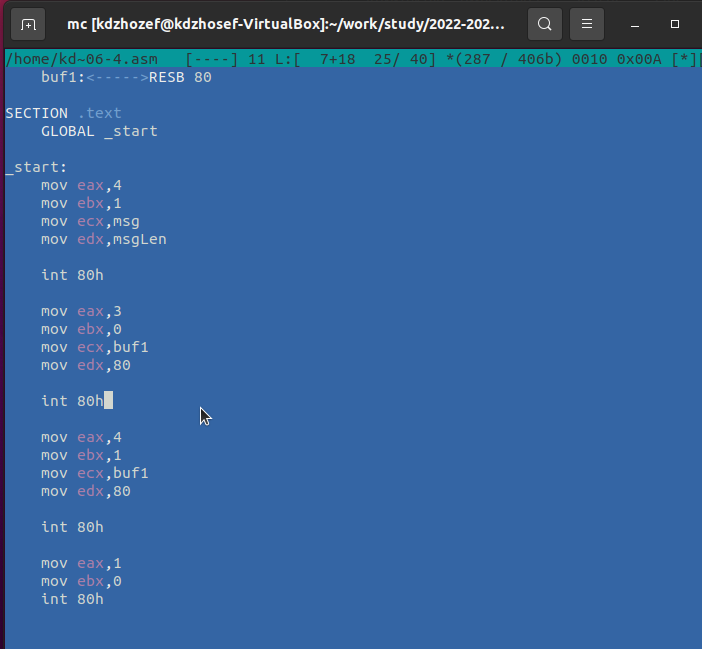 mc [kdzhozef@kdzhosef-VirtualBox]:~/work/study/2022-202...
/home/kd~06-4.asm   [----] 11 L:[  7+18  25/ 40] *(287 / 406b) 0010 0x00A [*][
    buf1:<----->RESB 80

SECTION .text
    GLOBAL _start

_start:
    mov eax,4
    mov ebx,1
    mov ecx,msg
    mov edx,msgLen

    int 80h

    mov eax,3
    mov ebx,0
    mov ecx,buf1
    mov edx,80

    int 80h

    mov eax,4
    mov ebx,1
    mov ecx,buf1
    mov edx,80

    int 80h

    mov eax,1
    mov ebx,0
    int 80h